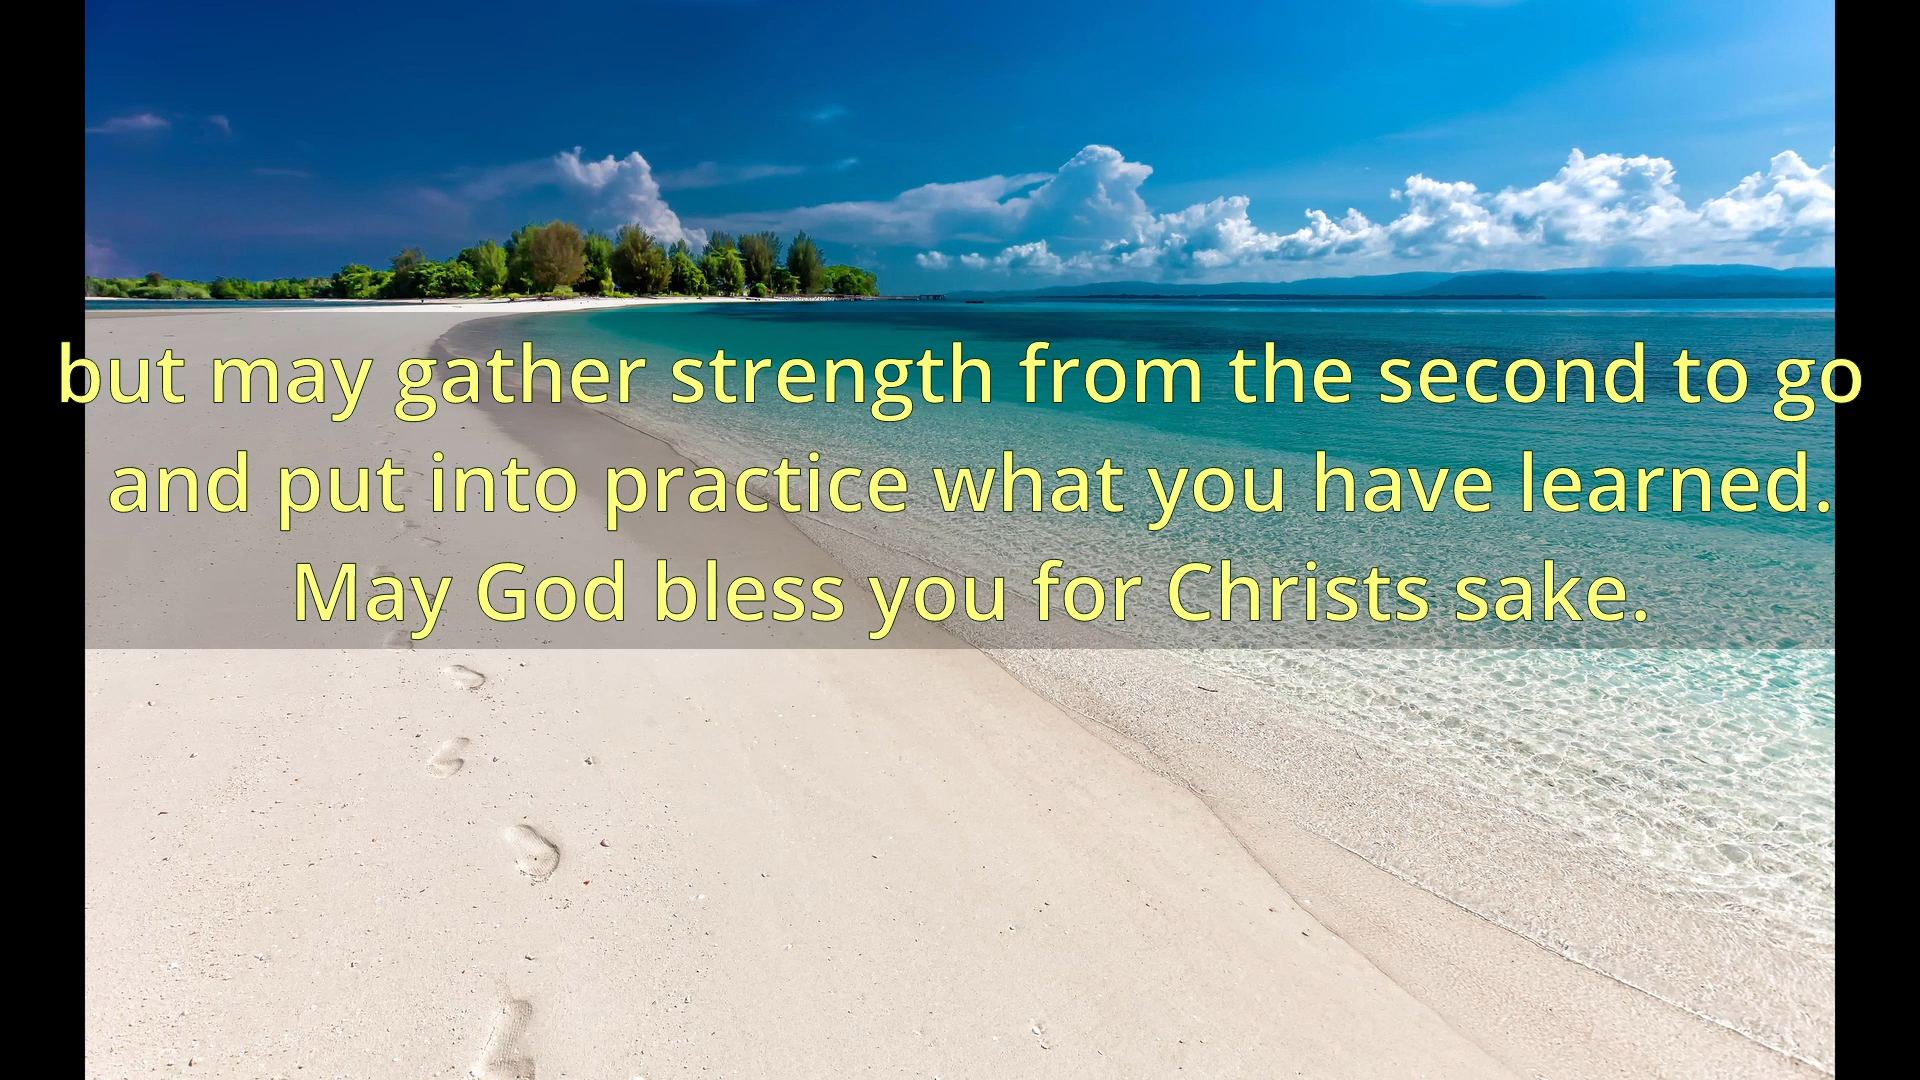 but may gather strength from the second to go
and put into practice what you have learned.
May God bless you for Christs sake.